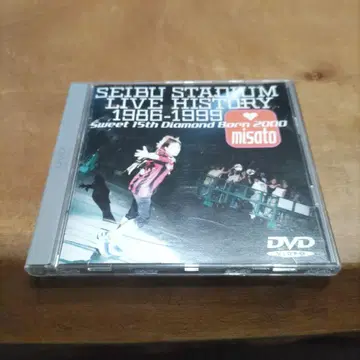 SEIBU STADIUM
LIVE HISTORY
1986-1999
Sweet 15th Diamond Born 2000
misato
DVD